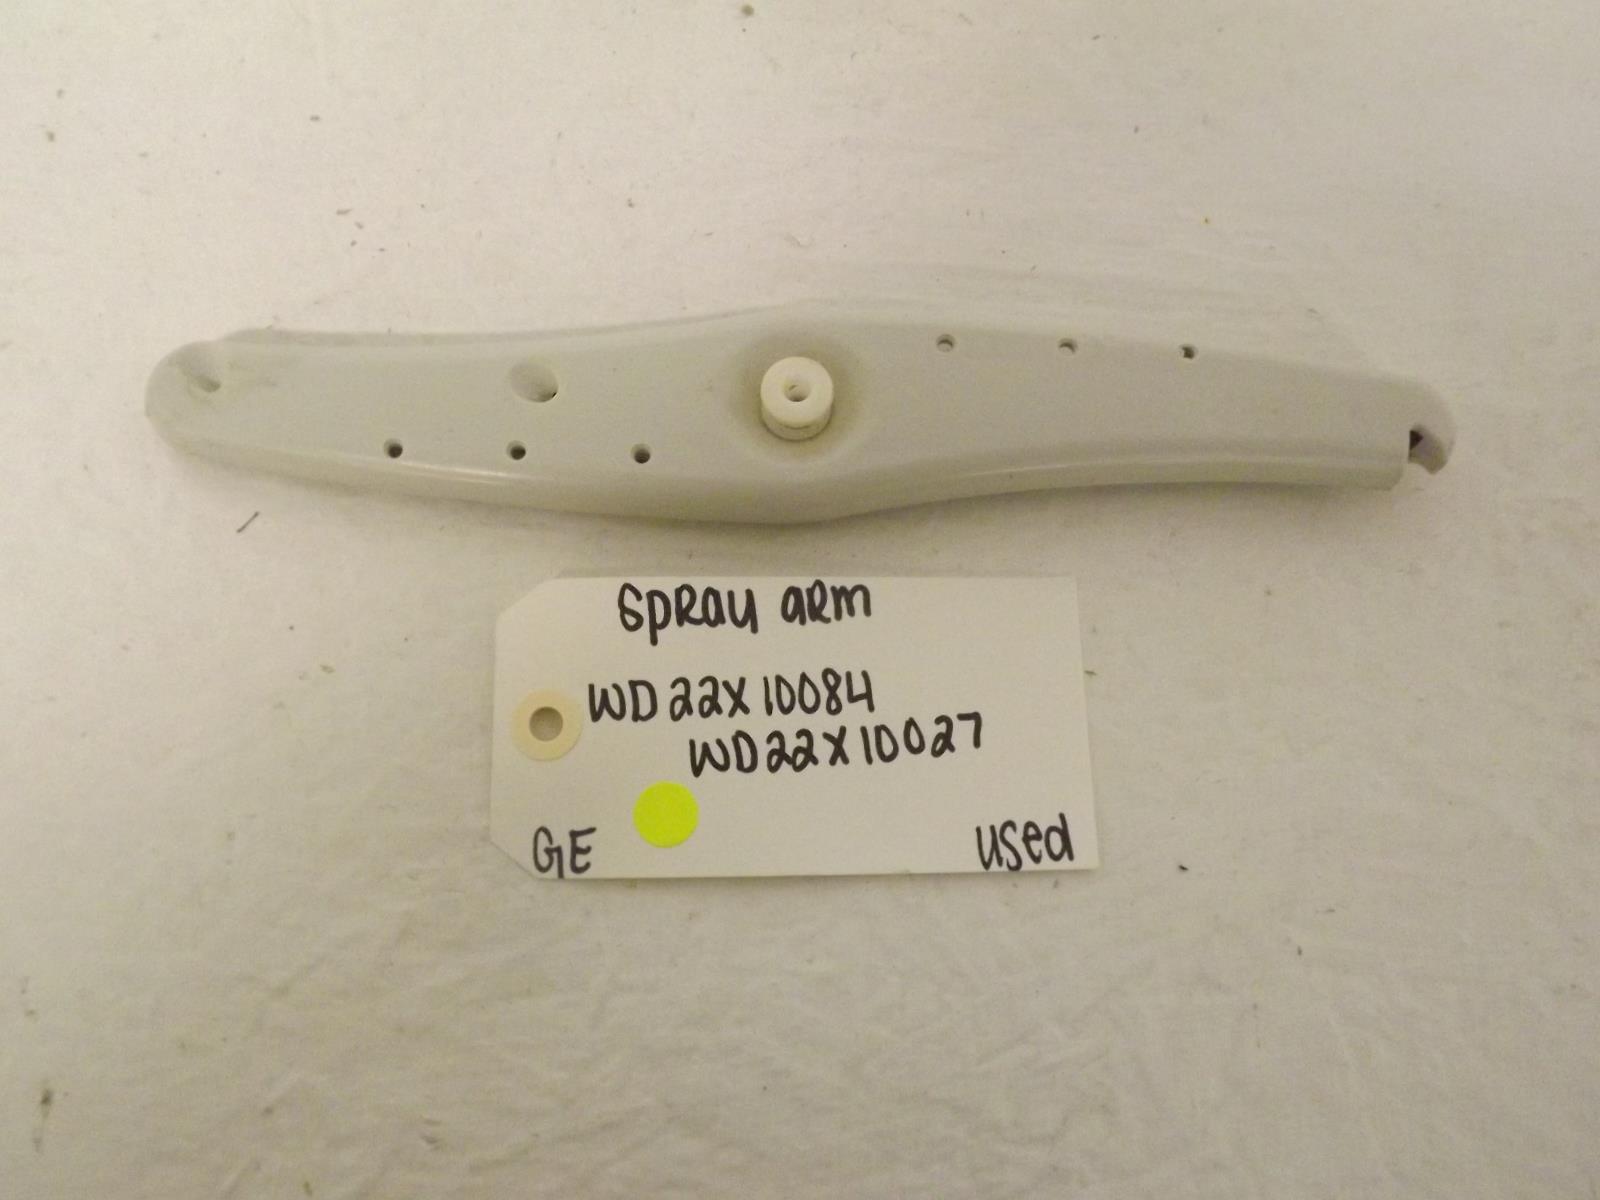 Spray arm
WD22X10084
WD22X10027
GE
used